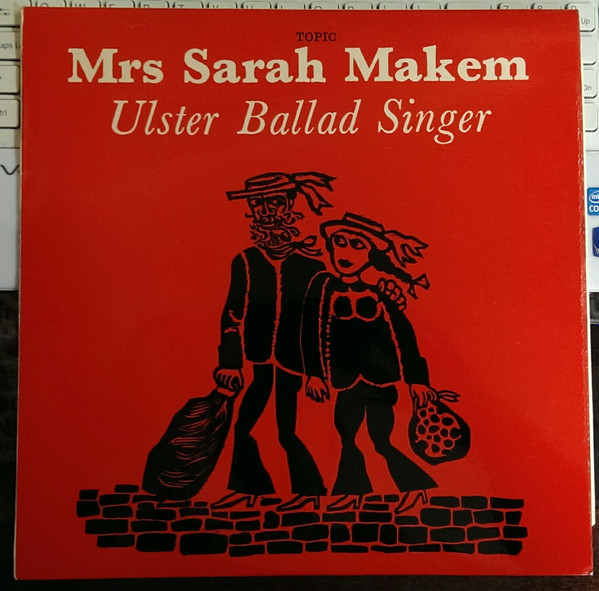 TOPIC
Mrs Sarah Makem
Ulster Ballad Singer